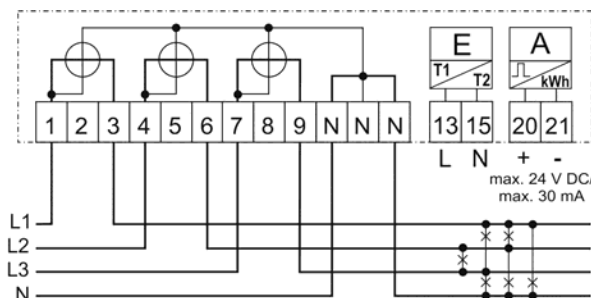 E A
T1 T2 kWh
1 2 3 4 5 6 7 8 9 N N N 13 15 20 21
L N + -
max. 24 V DC/
max. 30 mA
L1
L2
L3
N